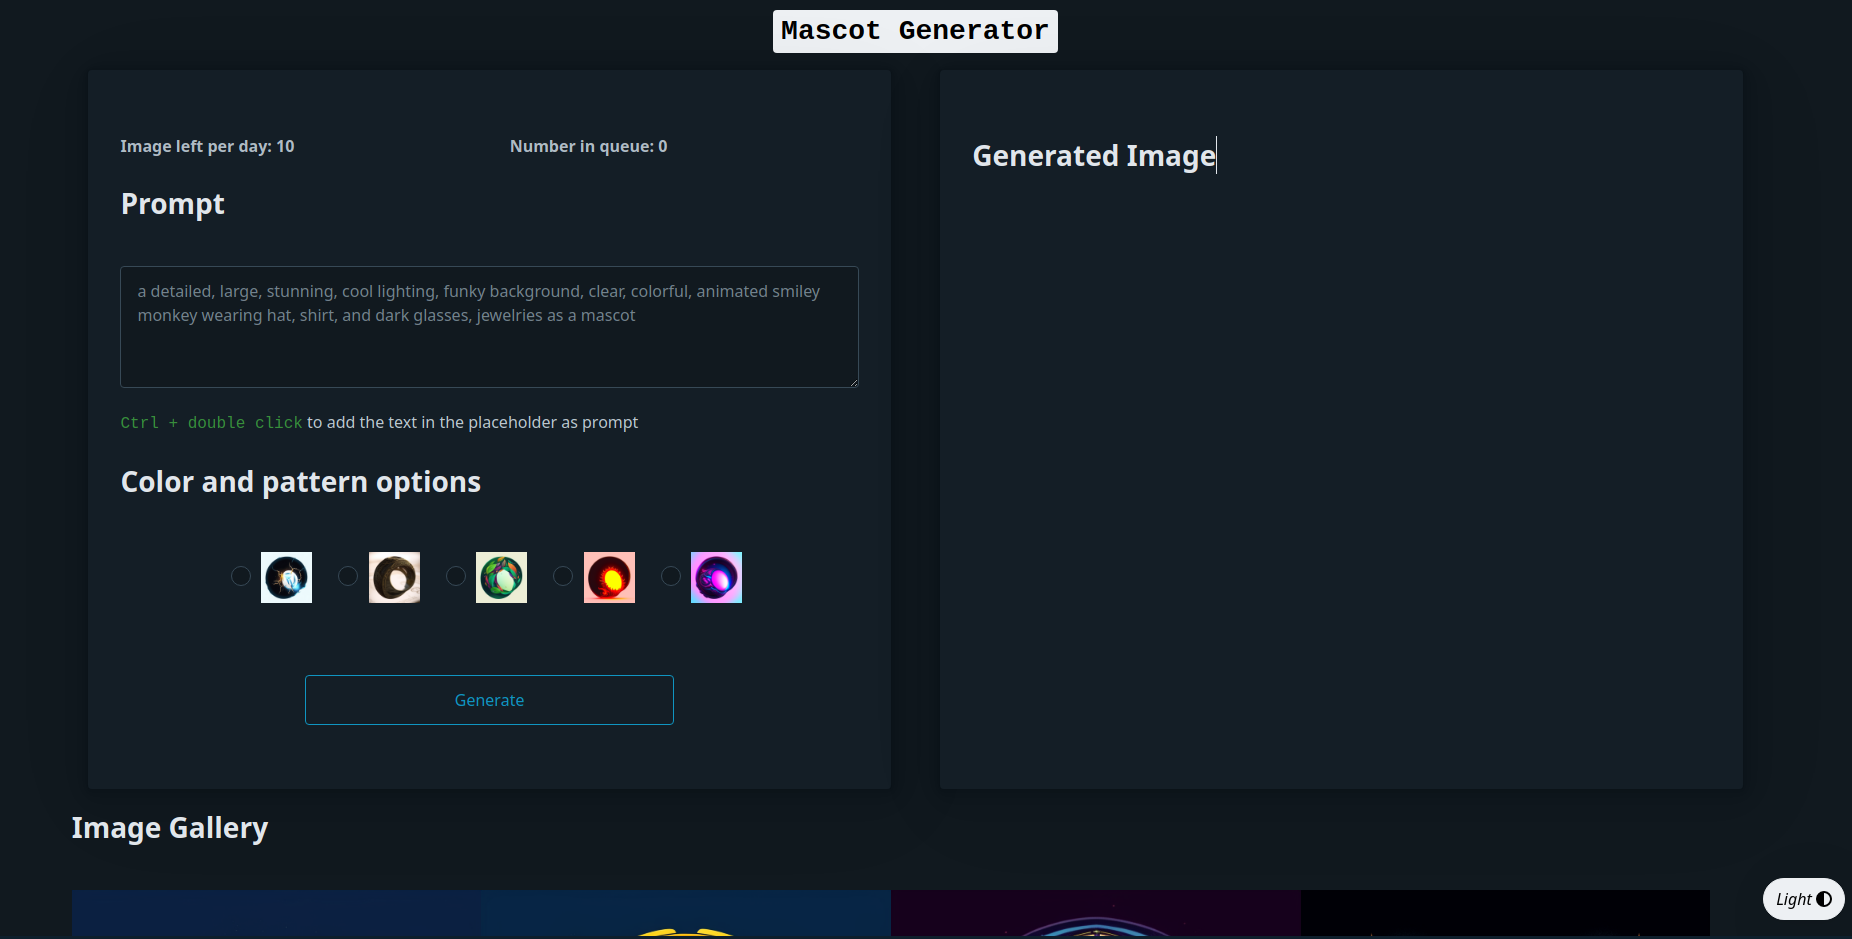 Mascot Generator
Image left per day: 10
Number in queue: 0
Prompt
a detailed, large, stunning, cool lighting, funky background, clear, colorful, animated smiley
monkey wearing hat, shirt, and dark glasses, jewelries as a mascot
Ctrl + double click to add the text in the placeholder as prompt
Color and pattern options
Generate
Generated Image
Image Gallery
Light